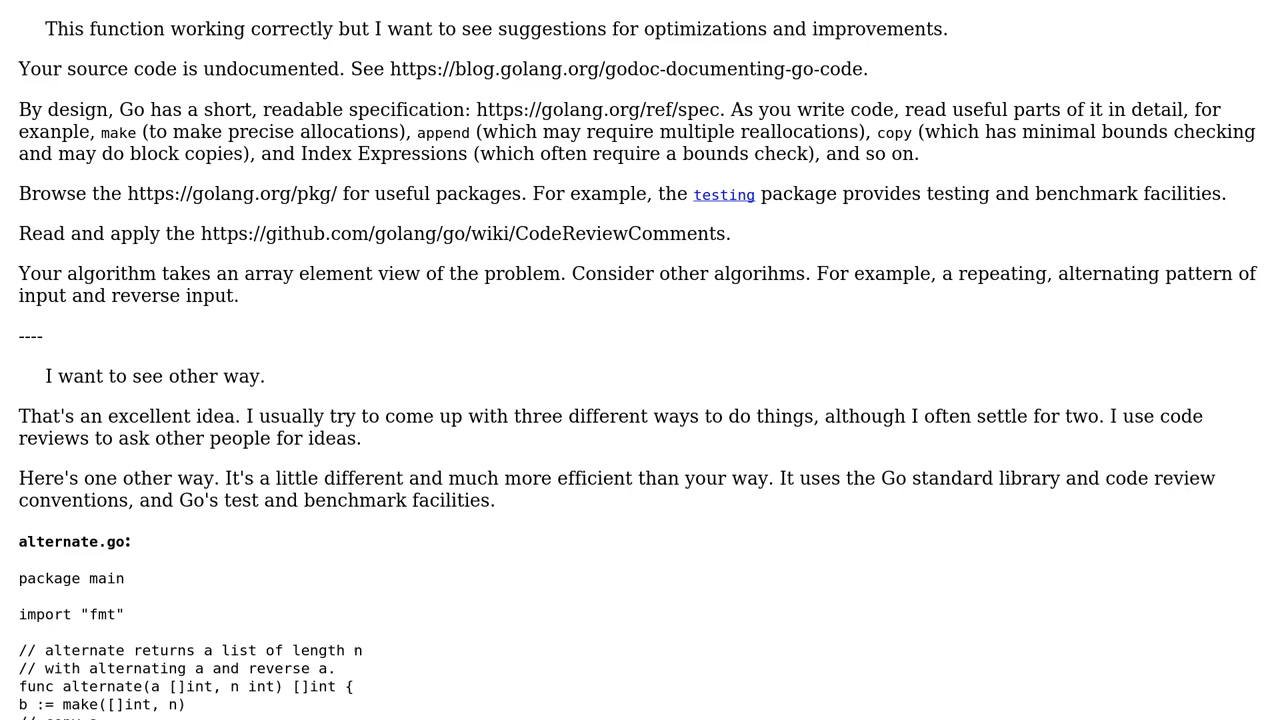 This function working correctly but I want to see suggestions for optimizations and improvements.
Your source code is undocumented. See https://blog.golang.org/godoc-documenting-go-code.
By design, Go has a short, readable specification: https://golang.org/ref/spec. As you write code, read useful parts of it in detail, for
exanple, make (to make precise allocations), append (which may require multiple reallocations), copy (which has minimal bounds checking
and may do block copies), and Index Expressions (which often require a bounds check), and so on.
Browse the https://golang.org/pkg/ for useful packages. For example, the testing package provides testing and benchmark facilities.
Read and apply the https://github.com/golang/go/wiki/CodeReviewComments.
Your algorithm takes an array element view of the problem. Consider other algorihms. For example, a repeating, alternating pattern of
input and reverse input.
----
I want to see other way.
That's an excellent idea. I usually try to come up with three different ways to do things, although I often settle for two. I use code
reviews to ask other people for ideas.
Here's one other way. It's a little different and much more efficient than your way. It uses the Go standard library and code review
conventions, and Go's test and benchmark facilities.
alternate.go:
package main
import "fmt"
// alternate returns a list of length n
// with alternating a and reverse a.
func alternate(a []int, n int) []int {
b := make([]int, n)